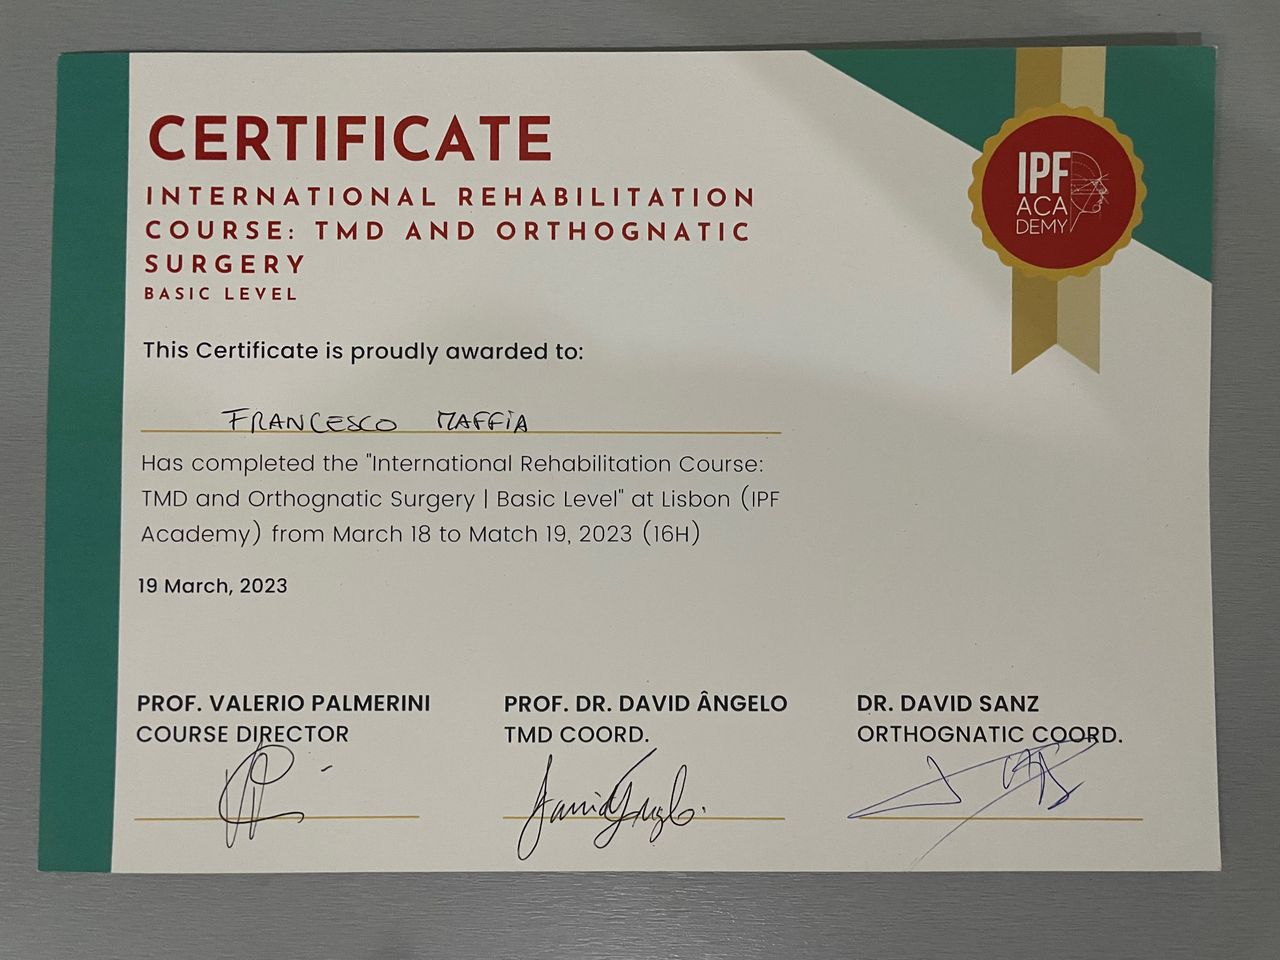 CERTIFICATE
INTERNATIONAL REHABILITATION
COURSE: TMD AND ORTHOGNATIC
SURGERY
BASIC LEVEL
IPF
ACA
DEMY
This Certificate is proudly awarded to:
FRANCESCO MAFFIA
Has completed the "International Rehabilitation Course:
TMD and Orthognatic Surgery | Basic Level" at Lisbon (IPF
Academy) from March 18 to Match 19, 2023 (16H)
19 March, 2023
PROF. VALERIO PALMERINI
COURSE DIRECTOR
PROF. DR. DAVID ÂNGELO
TMD COORD.
DR. DAVID SANZ
ORTHOGNATIC COORD.